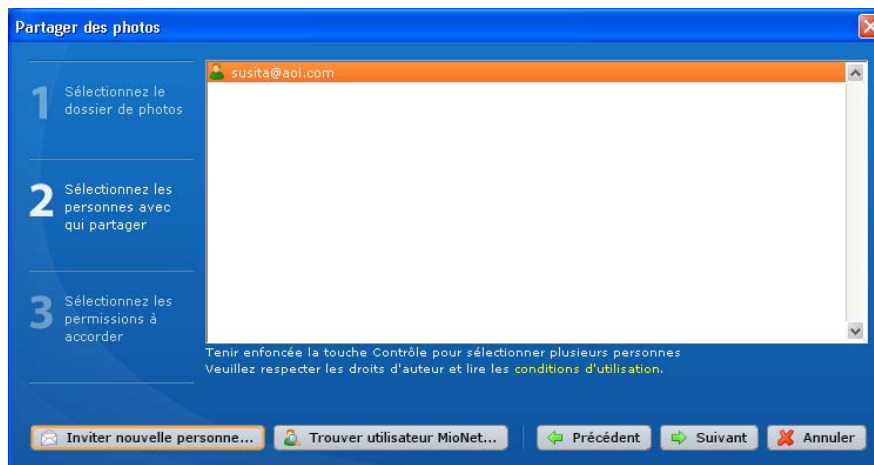 Partager des photos
susita@aol.com
1
Sélectionnez le
dossier de photos
2
Sélectionnez les
personnes avec
qui partager
3
Sélectionnez les
permissions à
accorder
Tenir enfoncée la touche Contrôle pour sélectionner plusieurs personnes
Veuillez respecter les droits d'auteur et lire les conditions d'utilisation.
Inviter nouvelle personne...
Trouver utilisateur MioNet...
Précédent
Suivant
Annuler